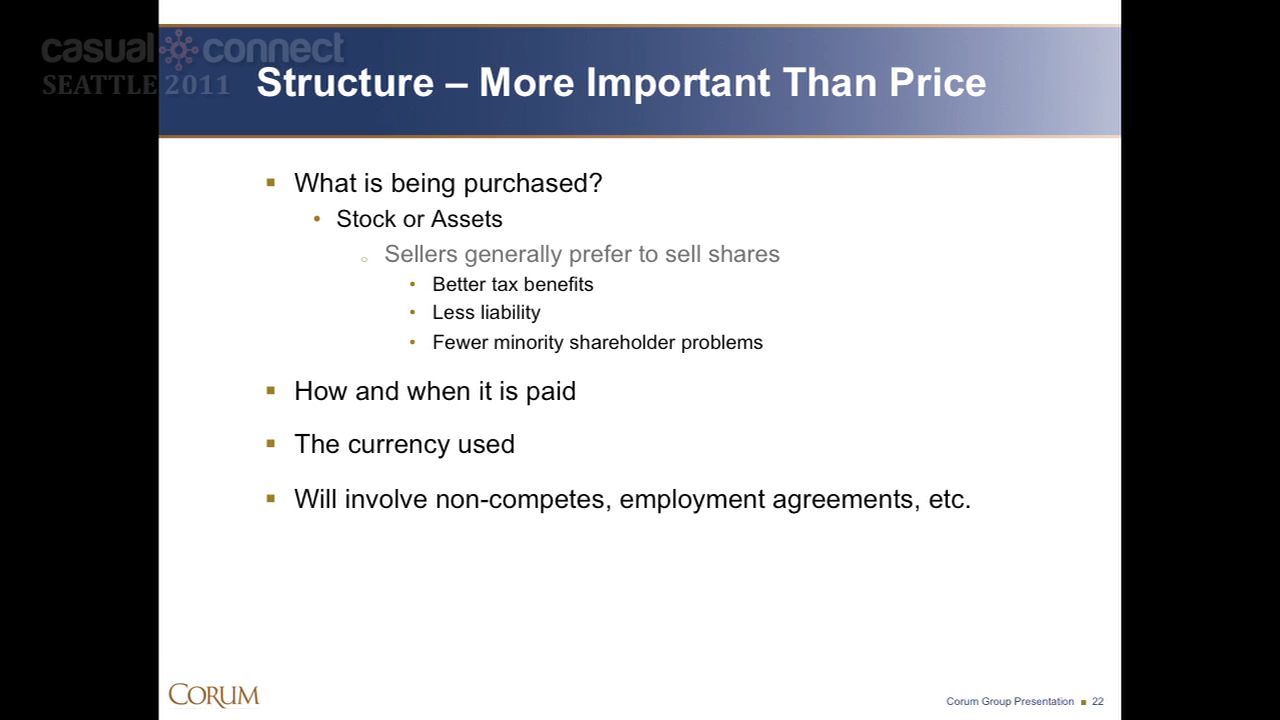 casual connect
SEATTLE 2011
Structure – More Important Than Price
What is being purchased?
Stock or Assets
Sellers generally prefer to sell shares
Better tax benefits
Less liability
Fewer minority shareholder problems
How and when it is paid
The currency used
Will involve non-competes, employment agreements, etc.
CORUM
Corum Group Presentation ■ 22